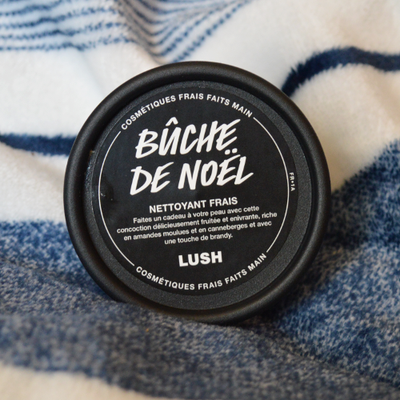 COSMÉTIQUES FRAIS FAITS MAIN
BÛCHE
DE NOËL
NETTOYANT FRAIS
Faites un cadeau à votre peau avec cette
concoction délicieusement fruitée et enivrante, riche
en amandes moulues et en canneberges et avec
une touche de brandy.
LUSH
COSMÉTIQUES FRAIS FAITS MAIN